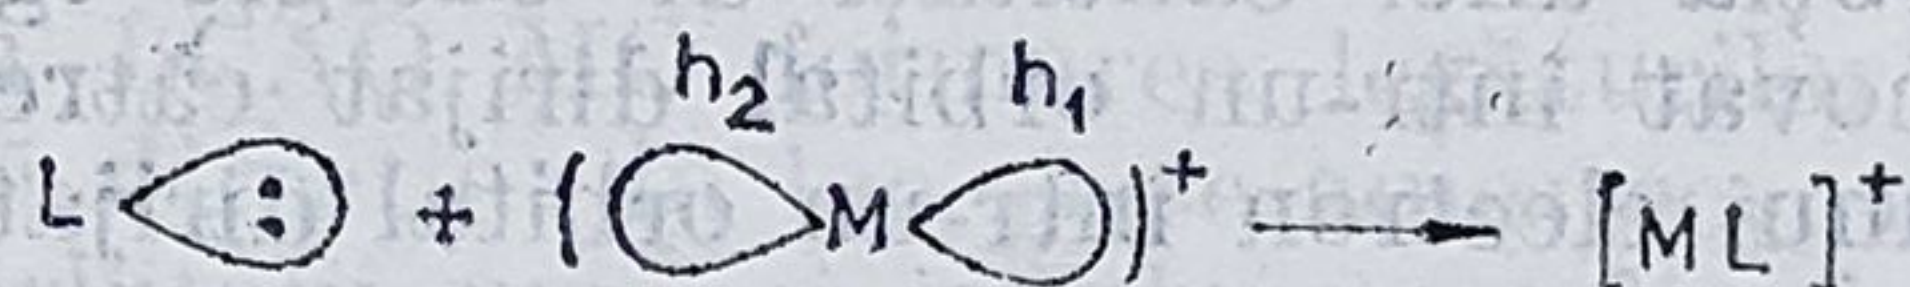 h₂ h₁
L : + ( M )⁺ ⟶ [ML]⁺